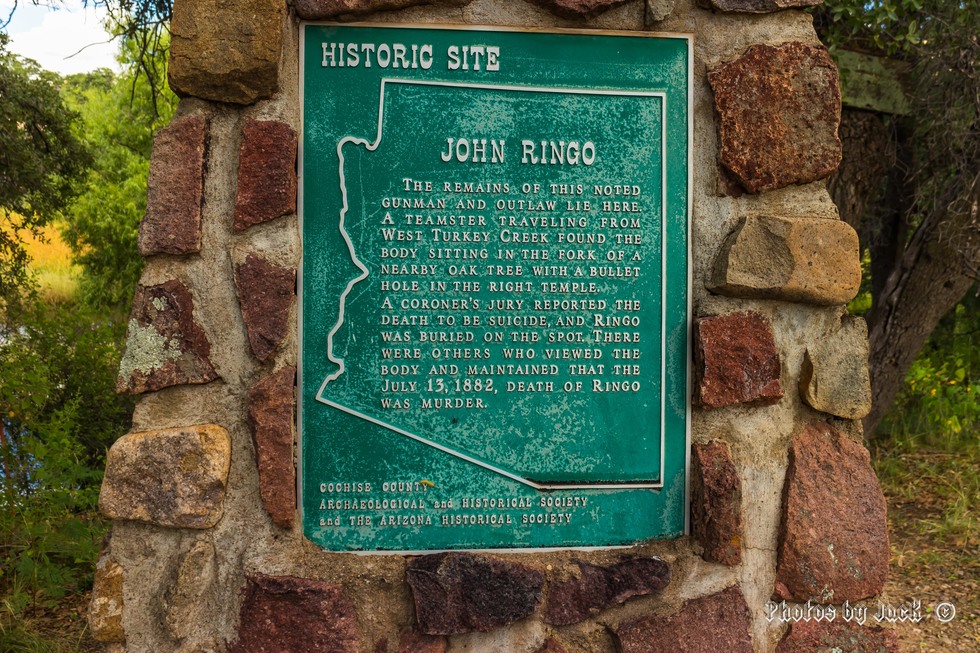 HISTORIC SITE
JOHN RINGO
THE REMAINS OF THIS NOTED
GUNMAN AND OUTLAW LIE HERE.
A TEAMSTER TRAVELING FROM
WEST TURKEY CREEK FOUND THE
BODY SITTING IN THE FORK OF A
NEARBY OAK TREE WITH A BULLET
HOLE IN THE RIGHT TEMPLE.
A CORONER'S JURY REPORTED THE
DEATH TO BE SUICIDE, AND RINGO
WAS BURIED ON THE SPOT. THERE
WERE OTHERS WHO VIEWED THE
BODY AND MAINTAINED THAT THE
JULY 13, 1882, DEATH OF RINGO
WAS MURDER.
COCHISE COUNTY
ARCHAEOLOGICAL and HISTORICAL SOCIETY
and THE ARIZONA HISTORICAL SOCIETY
Photos by Jack ©